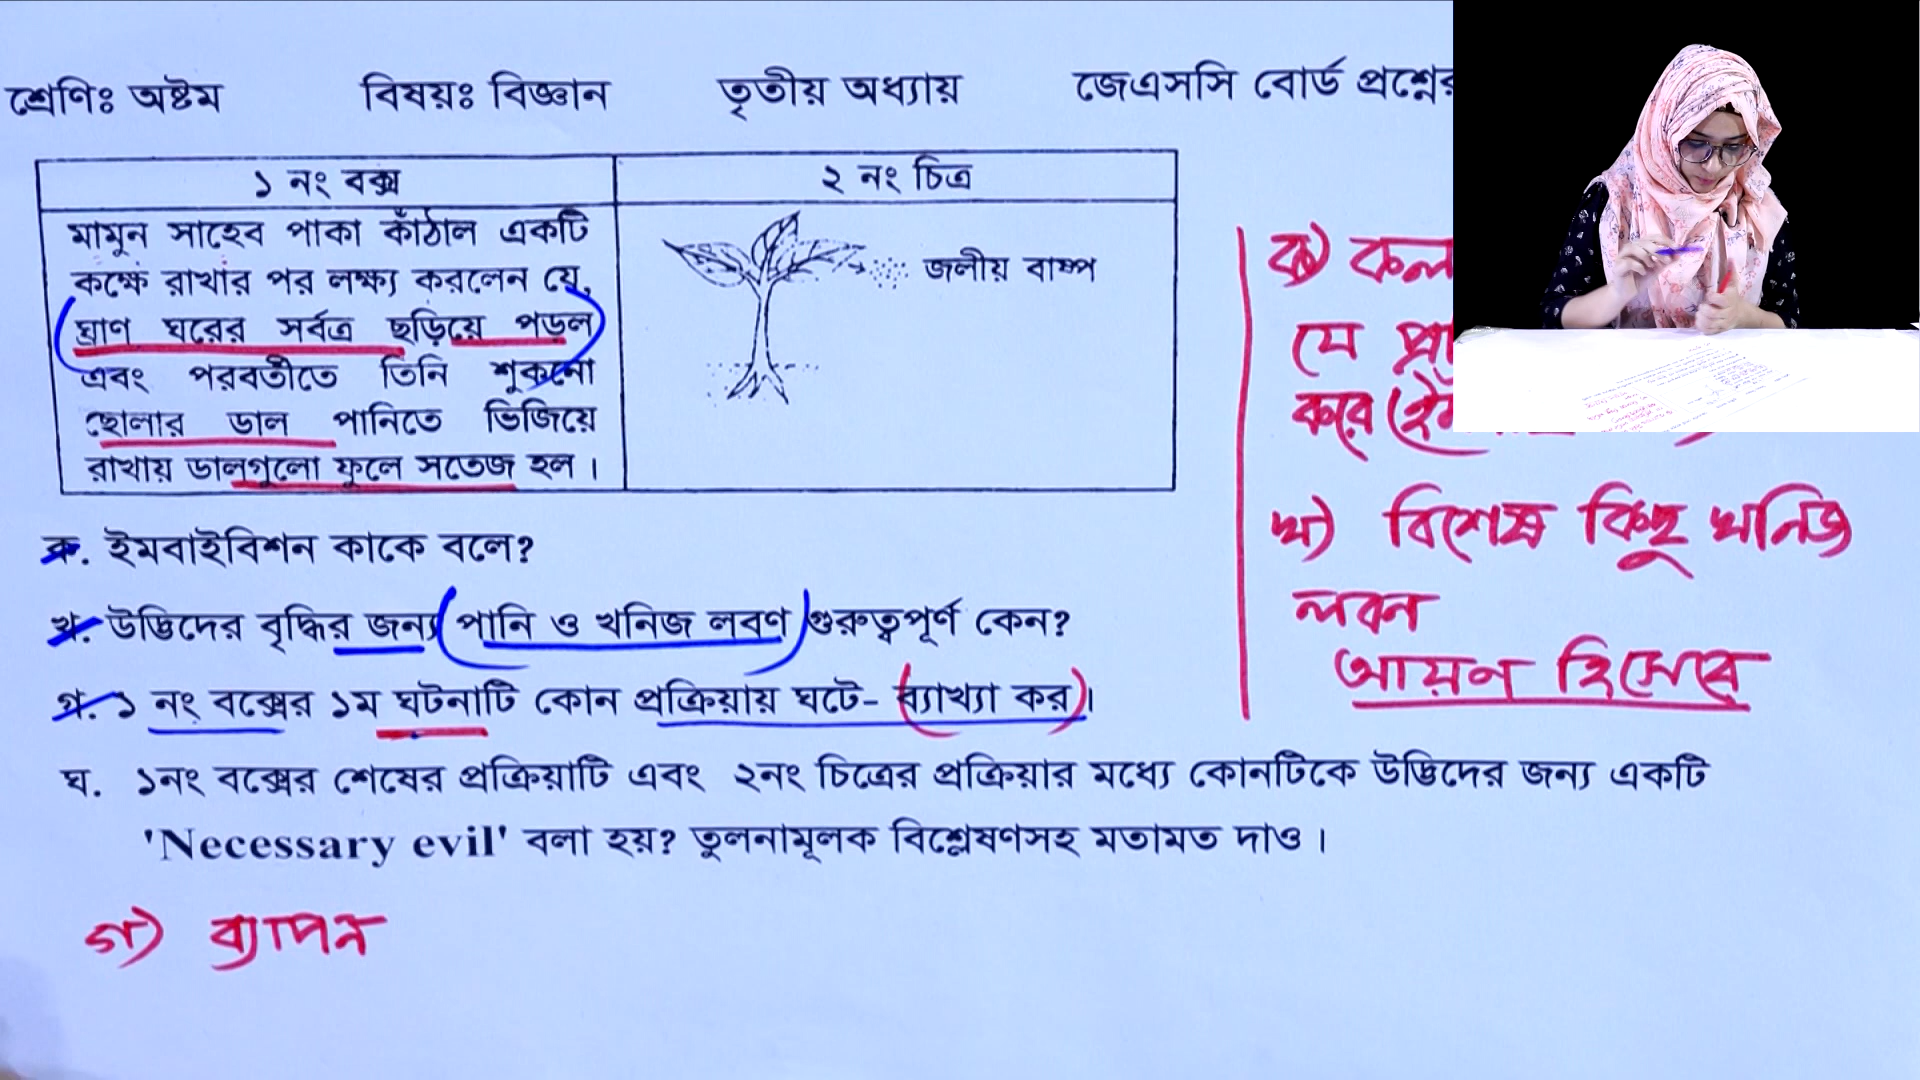 শ্রেণিঃ অষ্টম বিষয়ঃ বিজ্ঞান তৃতীয় অধ্যায় জেএসসি বোর্ড প্রশ্নের
১ নং বক্স
মামুন সাহেব পাকা কাঁঠাল একটি
কক্ষে রাখার পর লক্ষ্য করলেন যে,
ঘ্রাণ ঘরের সর্বত্র ছড়িয়ে পড়ল
এবং পরবর্তীতে তিনি শুকনো
ছোলার ডাল পানিতে ভিজিয়ে
রাখায় ডালগুলো ফুলে সতেজ হল।
২ নং চিত্র
জলীয় বাষ্প
ক. ইমবাইবিশন কাকে বলে?
খ. উদ্ভিদের বৃদ্ধির জন্য পানি ও খনিজ লবণ গুরুত্বপূর্ণ কেন?
গ. ১ নং বক্সের ১ম ঘটনাটি কোন প্রক্রিয়ায় ঘটে- ব্যাখ্যা কর।
ঘ. ১নং বক্সের শেষের প্রক্রিয়াটি এবং ২নং চিত্রের প্রক্রিয়ার মধ্যে কোনটিকে উদ্ভিদের জন্য একটি
'Necessary evil' বলা হয়? তুলনামূলক বিশ্লেষণসহ মতামত দাও।
গ) ব্যাপন
ক)
যে
করে
খ) বিশেষ কিছু খনিজ
লবন
আয়ন হিসেবে